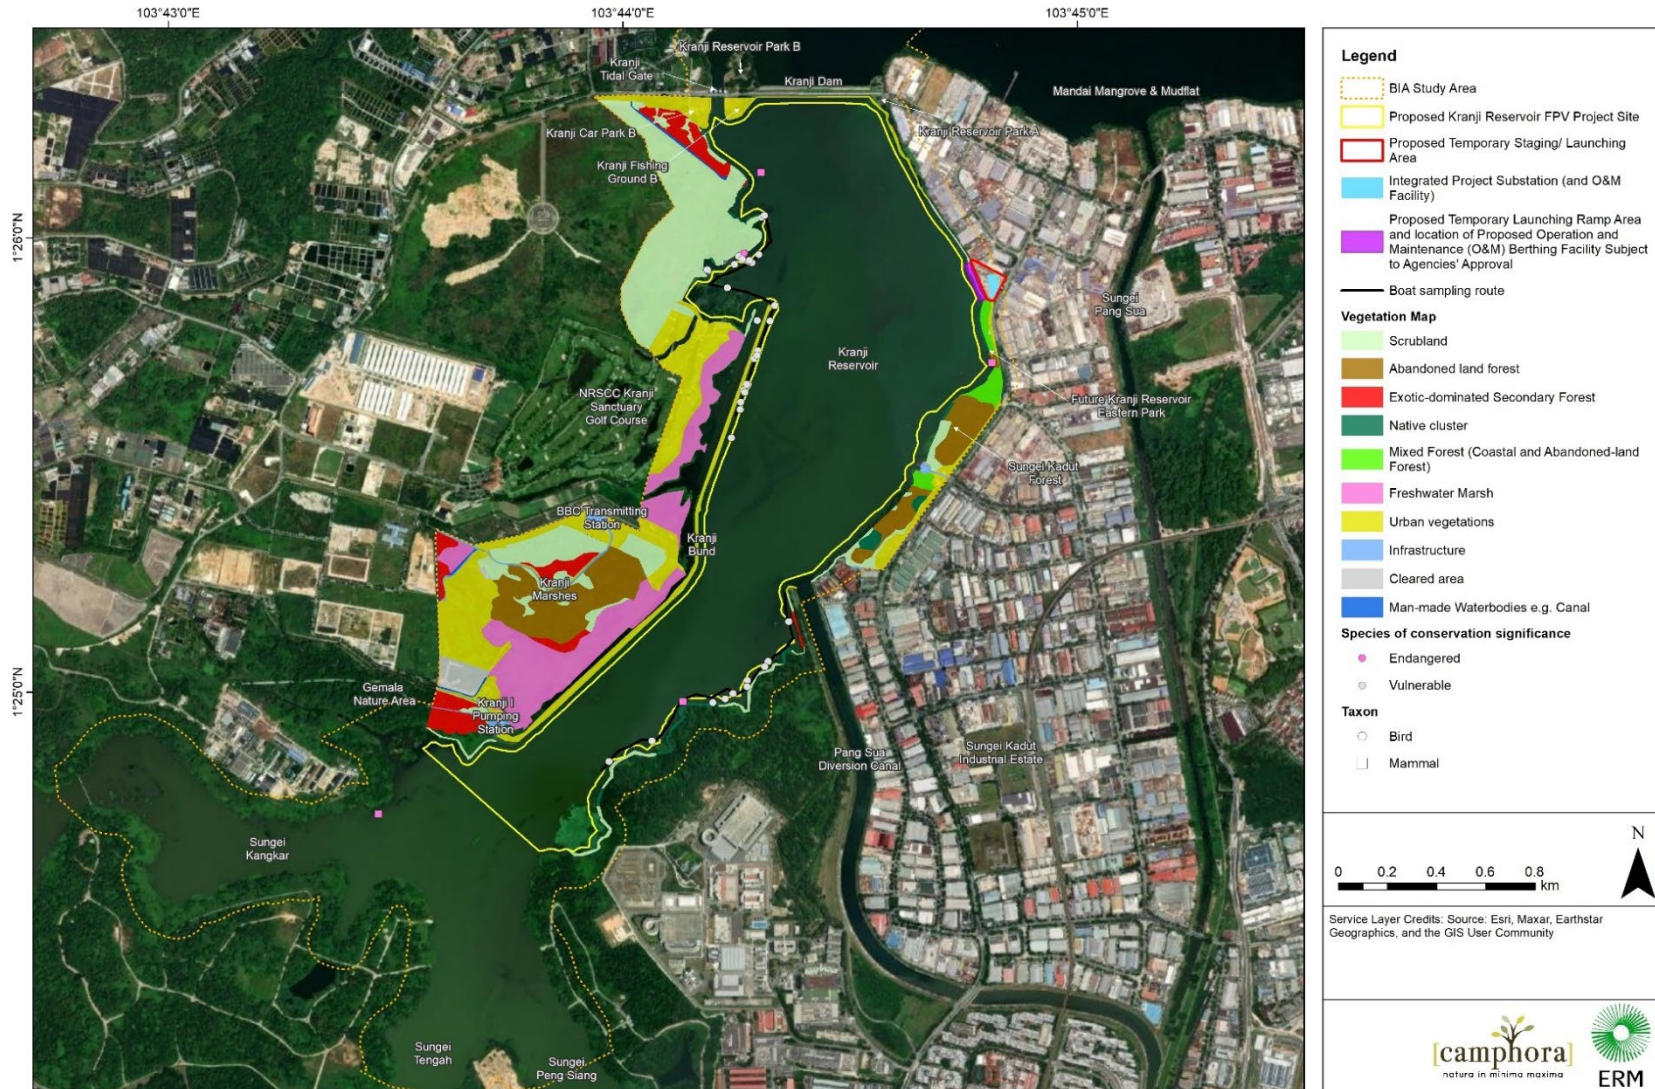 103°43'0"E
103°44'0"E
103°45'0"E
1°26'0"N
1°25'0"N
Kranji Reservoir Park B
Kranji
Tidal Gate
Kranji Dam
Mandai Mangrove & Mudflat
Kranji Car Park B
Kranji Reservoir Park A
Kranji Fishing
Ground B
Sungei
Pang Sua
Kranji
Reservoir
NRSCC Kranji
Sanctuary
Golf Course
Future Kranji Reservoir
Eastern Park
Sungei Kadut
Forest
BBC Transmitting
Station
Kranji
Bund
Kranji
Marshes
Gemala
Nature Area
Kranji I
Pumping
Station
Pang Sua
Diversion Canal
Sungei Kadut
Industrial Estate
Sungei
Kangkar
Sungei
Tengah
Sungei
Peng Siang
Legend
BIA Study Area
Proposed Kranji Reservoir FPV Project Site
Proposed Temporary Staging/ Launching
Area
Integrated Project Substation (and O&M
Facility)
Proposed Temporary Launching Ramp Area
and location of Proposed Operation and
Maintenance (O&M) Berthing Facility Subject
to Agencies' Approval
Boat sampling route
Vegetation Map
Scrubland
Abandoned land forest
Exotic-dominated Secondary Forest
Native cluster
Mixed Forest (Coastal and Abandoned-land
Forest)
Freshwater Marsh
Urban vegetations
Infrastructure
Cleared area
Man-made Waterbodies e.g. Canal
Species of conservation significance
Endangered
Vulnerable
Taxon
Bird
Mammal
N
0 0.2 0.4 0.6 0.8
km
Service Layer Credits: Source: Esri, Maxar, Earthstar
Geographics, and the GIS User Community
[camphora]
natura in minima maxima
ERM